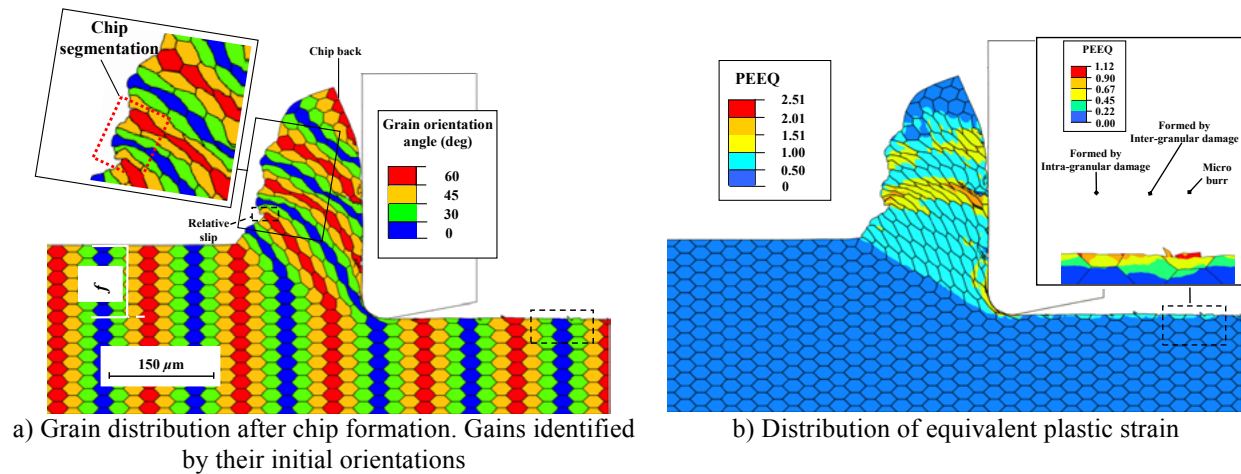 Chip
segmentation
Chip back
Grain orientation
angle (deg)
60
45
30
0
Relative
slip
f
150 µm
a) Grain distribution after chip formation. Gains identified
by their initial orientations
PEEQ
2.51
2.01
1.51
1.00
0.50
0
PEEQ
1.12
0.90
0.67
0.45
0.22
0.00
Formed by
Inter-granular damage
Formed by
Intra-granular damage
Micro
burr
b) Distribution of equivalent plastic strain